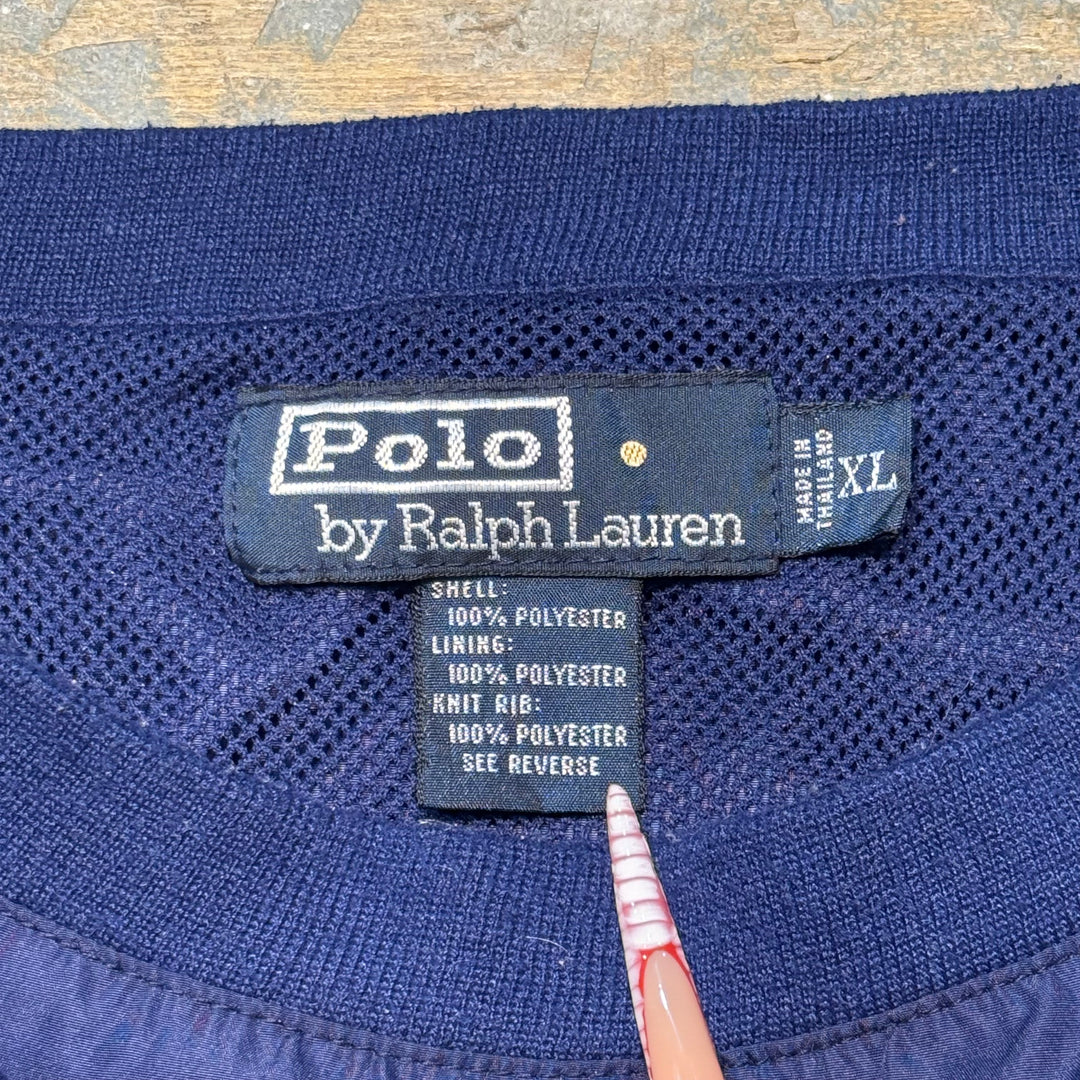 Polo
by Ralph Lauren
MADE IN
THAILAND
XL
SHELL:
100% POLYESTER
LINING:
100% POLYESTER
KNIT RIB:
100% POLYESTER
SEE REVERSE